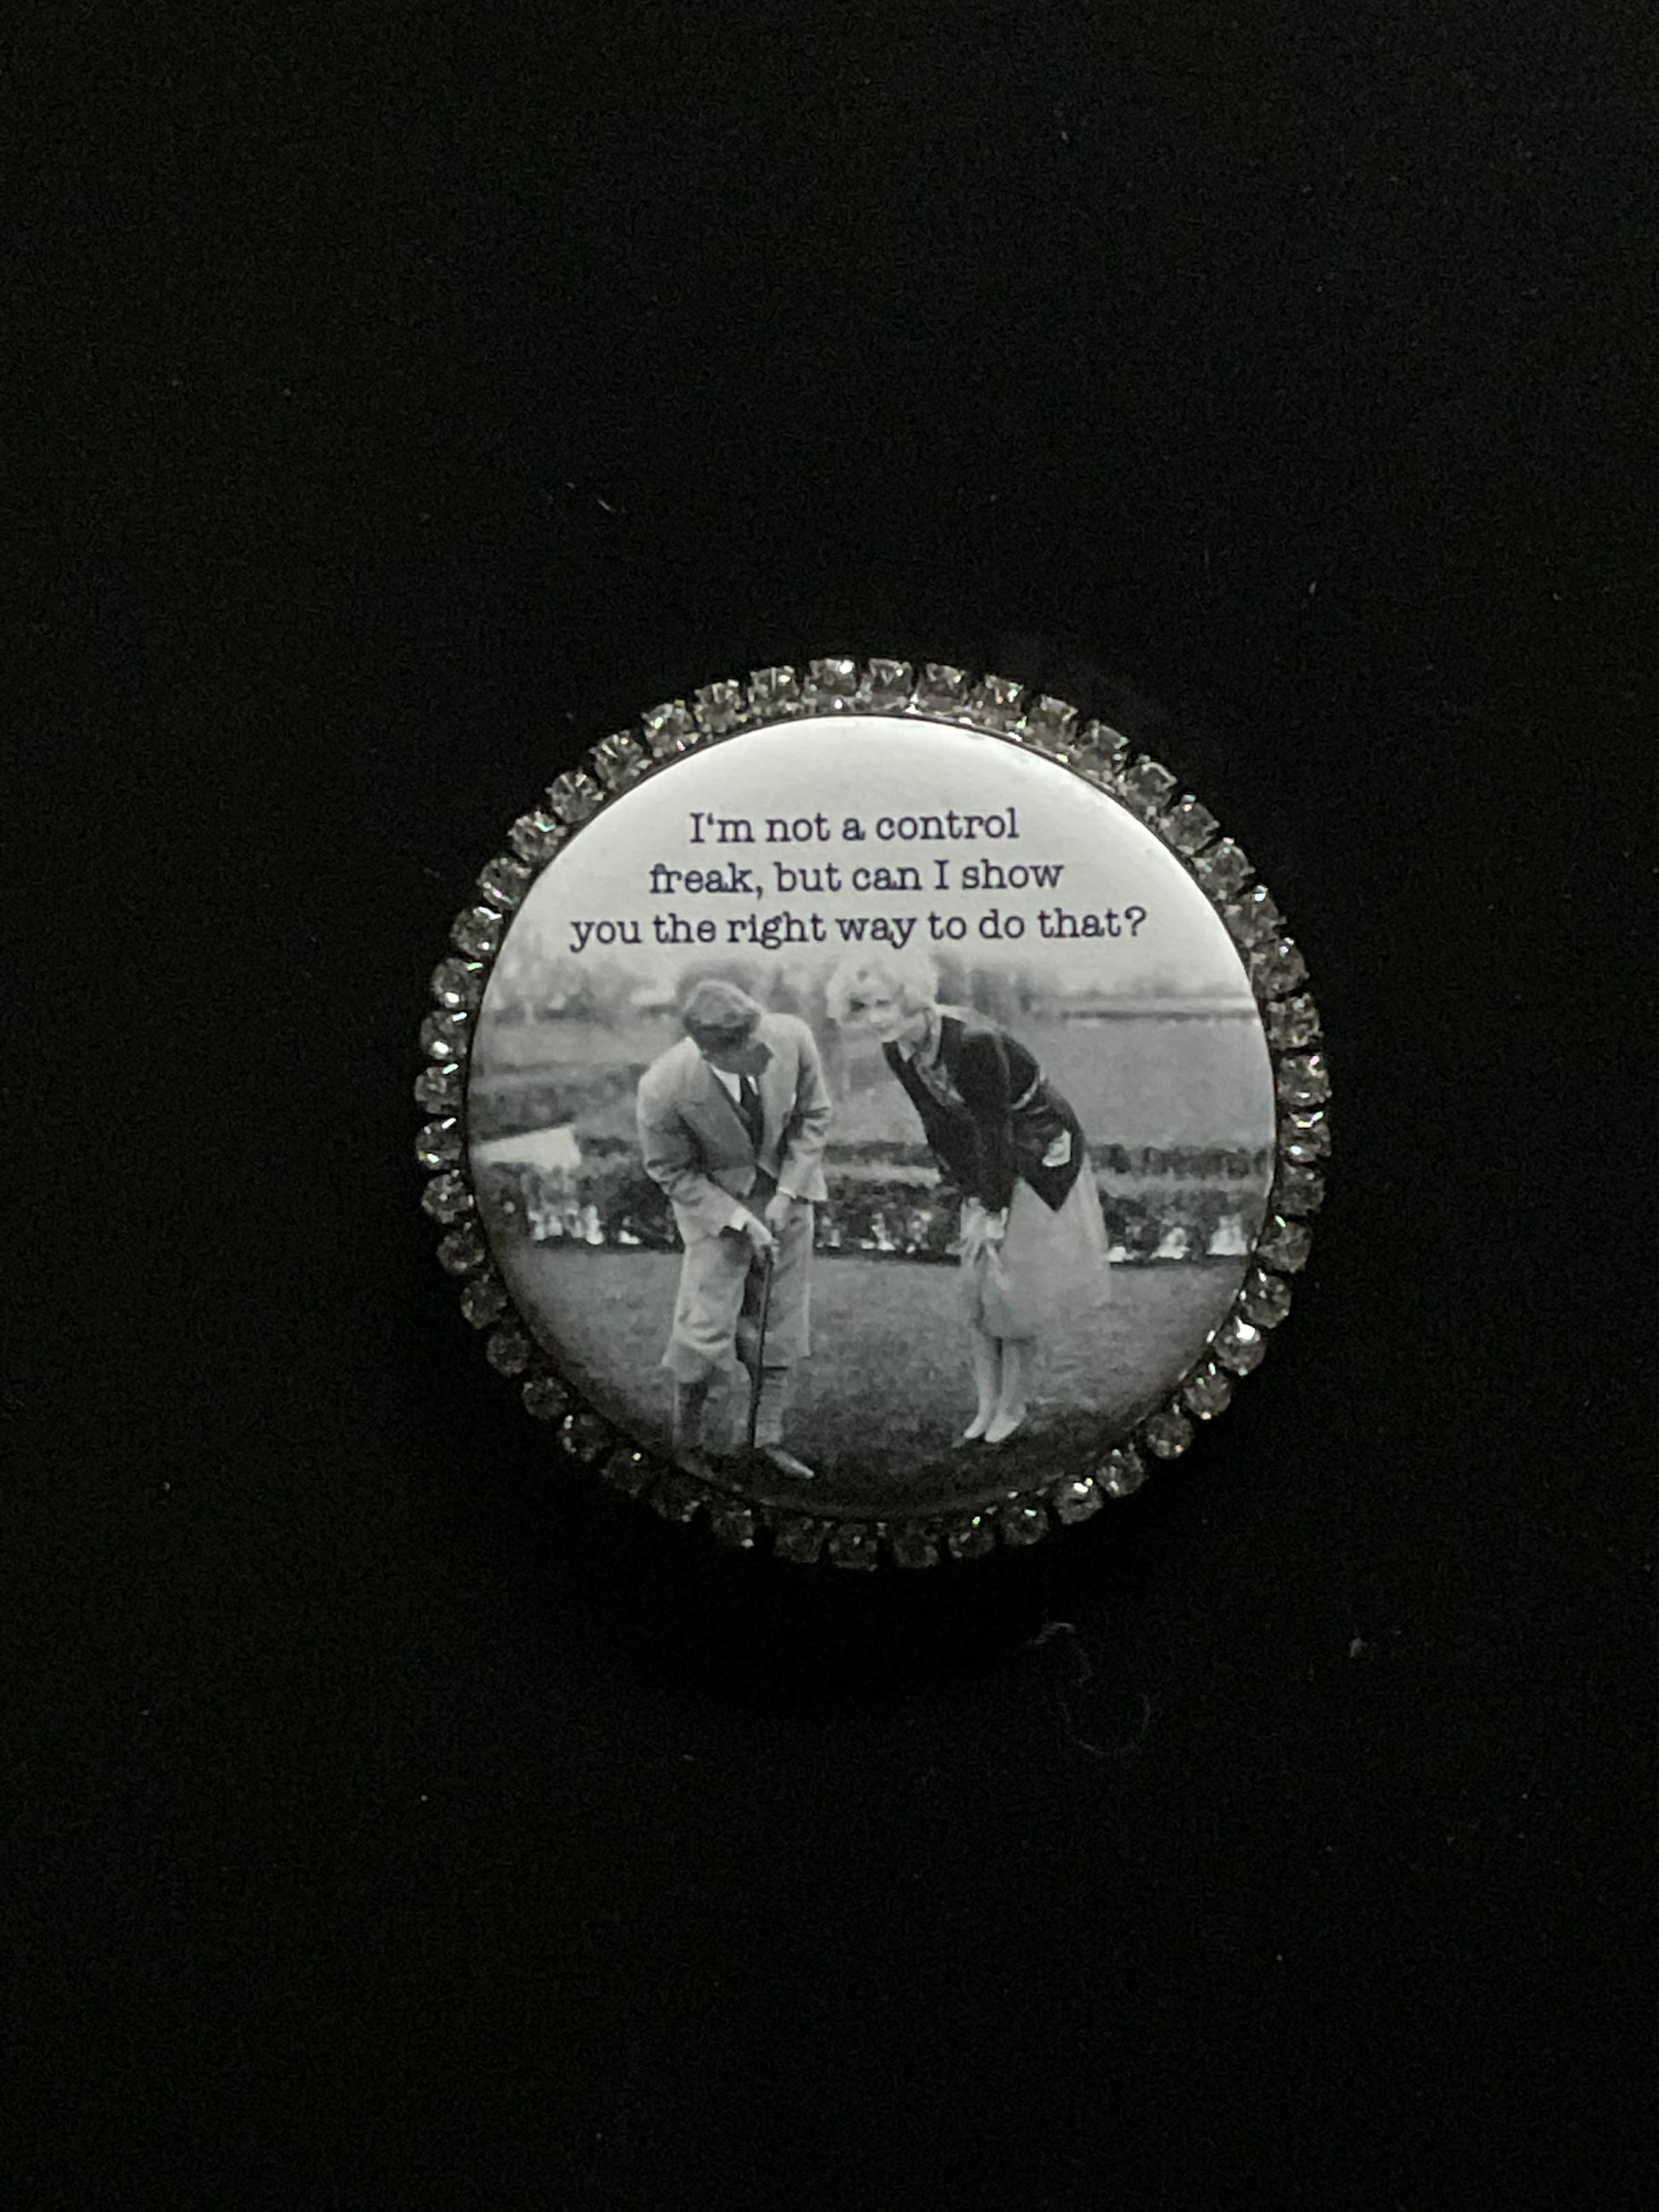 I'm not a control
freak, but can I show
you the right way to do that?